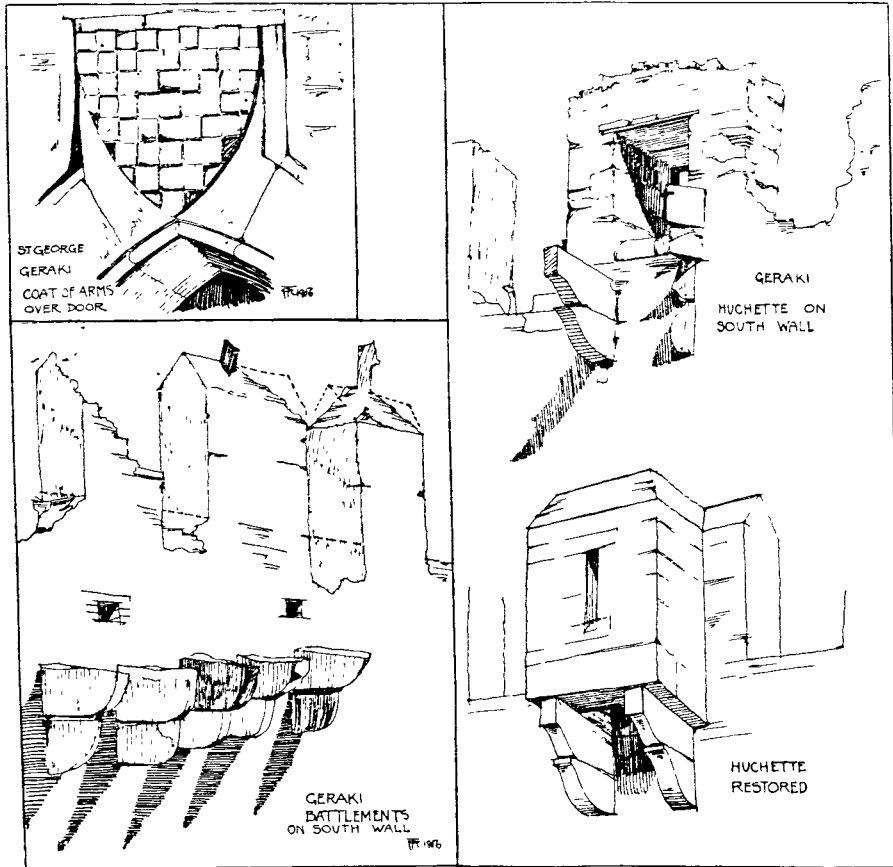 ST GEORGE
GERAKI
COAT OF ARMS
OVER DOOR
GERAKI
HUCHETTE ON
SOUTH WALL
GERAKI
BATTLEMENTS
ON SOUTH WALL
HUCHETTE
RESTORED